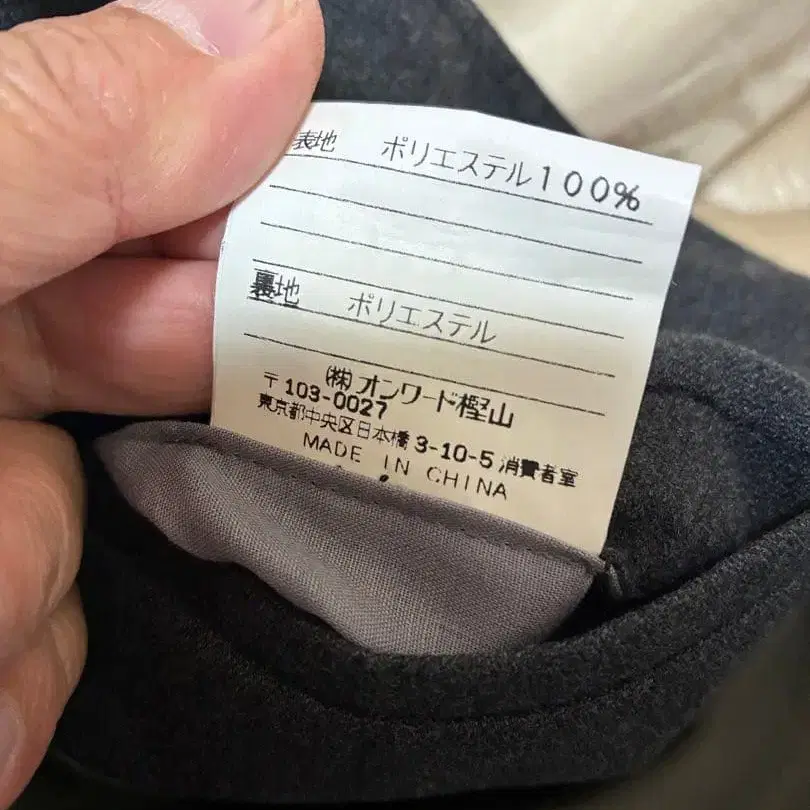 表地 ポリエステル100%
裏地 ポリエステル
(株)オンワード樫山
〒103-0027
東京都中央区日本橋3-10-5 消費者室
MADE IN CHINA